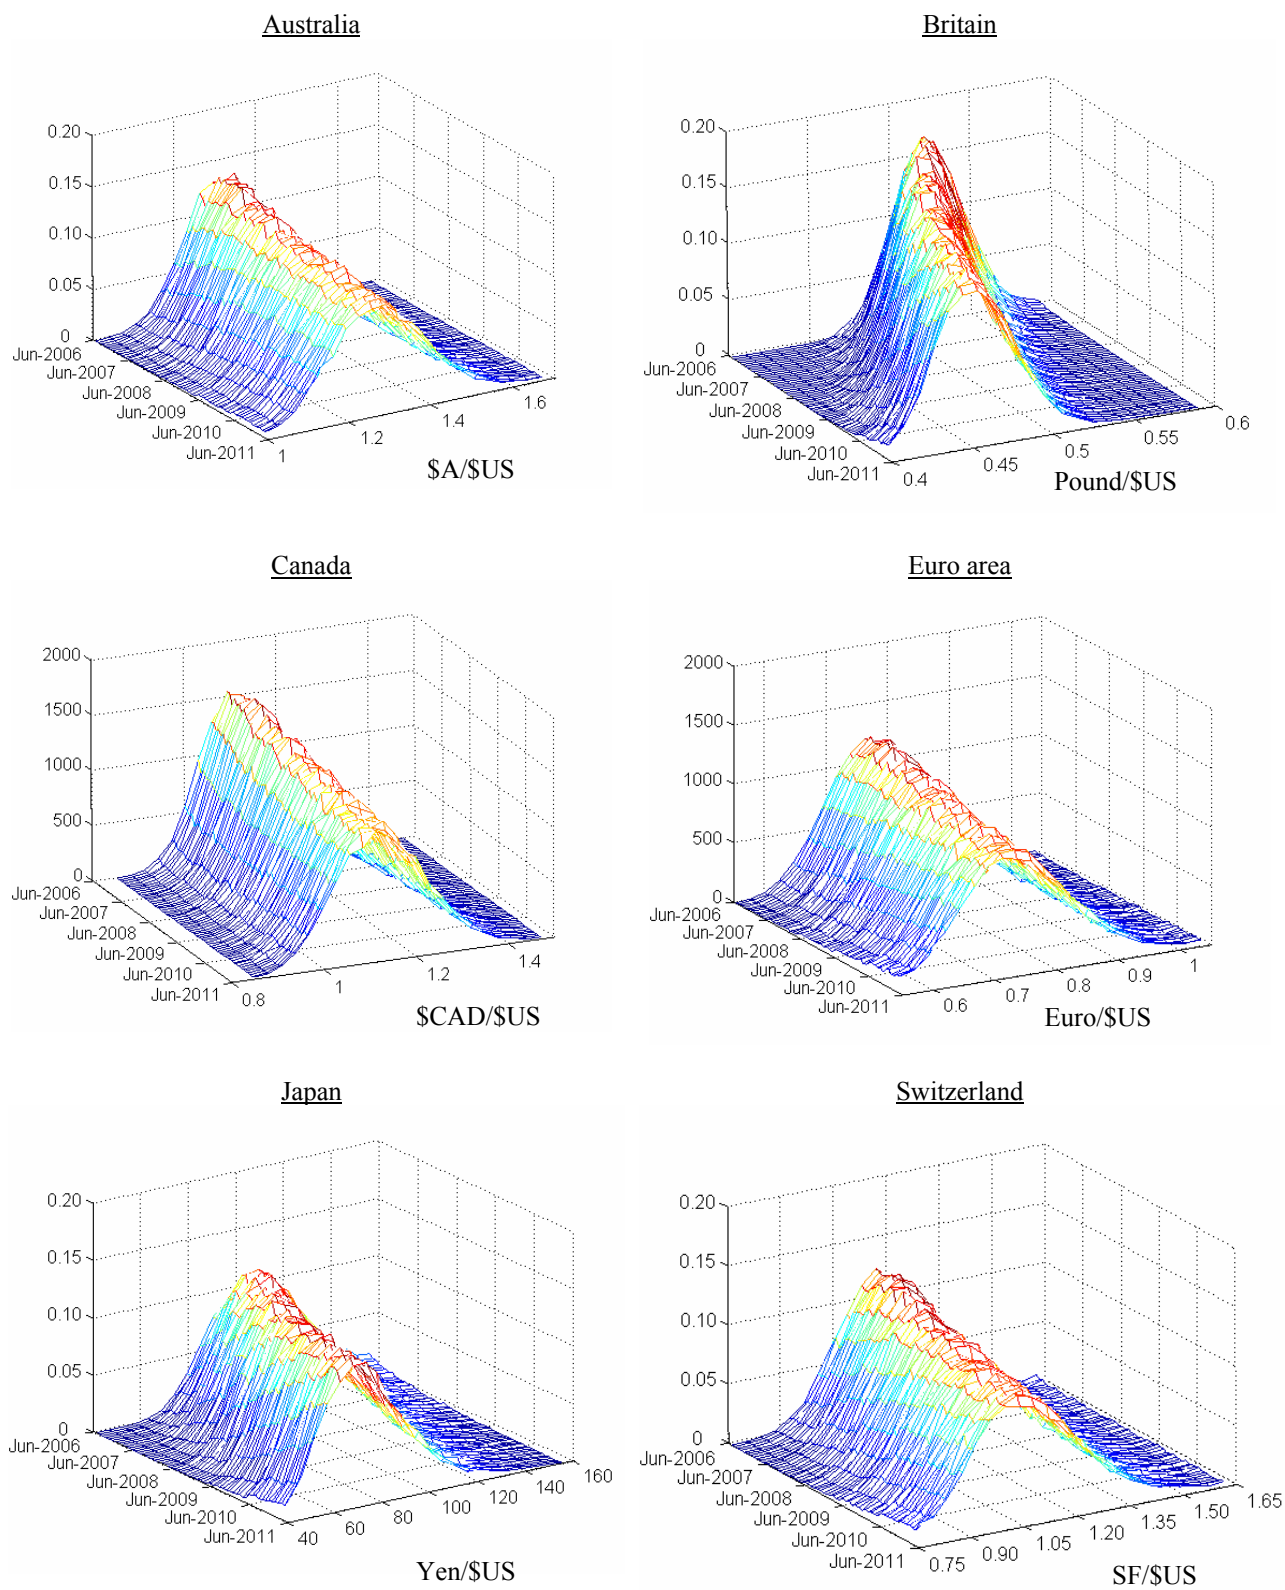 Australia
0.20
0.15
0.10
0.05
0
Jun-2006
Jun-2007
Jun-2008
Jun-2009
Jun-2010
Jun-2011
1
1.2
1.4
1.6
$A/$US
Britain
0.20
0.15
0.10
0.05
0
Jun-2006
Jun-2007
Jun-2008
Jun-2009
Jun-2010
Jun-2011
0.4
0.45
0.5
0.55
0.6
Pound/$US
Canada
2000
1500
1000
500
0
Jun-2006
Jun-2007
Jun-2008
Jun-2009
Jun-2010
Jun-2011
0.8
1
1.2
1.4
$CAD/$US
Euro area
2000
1500
1000
500
0
Jun-2006
Jun-2007
Jun-2008
Jun-2009
Jun-2010
Jun-2011
0.6
0.7
0.8
0.9
1
Euro/$US
Japan
0.20
0.15
0.10
0.05
0
Jun-2006
Jun-2007
Jun-2008
Jun-2009
Jun-2010
Jun-2011
40
60
80
100
120
140
160
Yen/$US
Switzerland
0.20
0.15
0.10
0.05
0
Jun-2006
Jun-2007
Jun-2008
Jun-2009
Jun-2010
Jun-2011
0.75
0.90
1.05
1.20
1.35
1.50
1.65
SF/$US